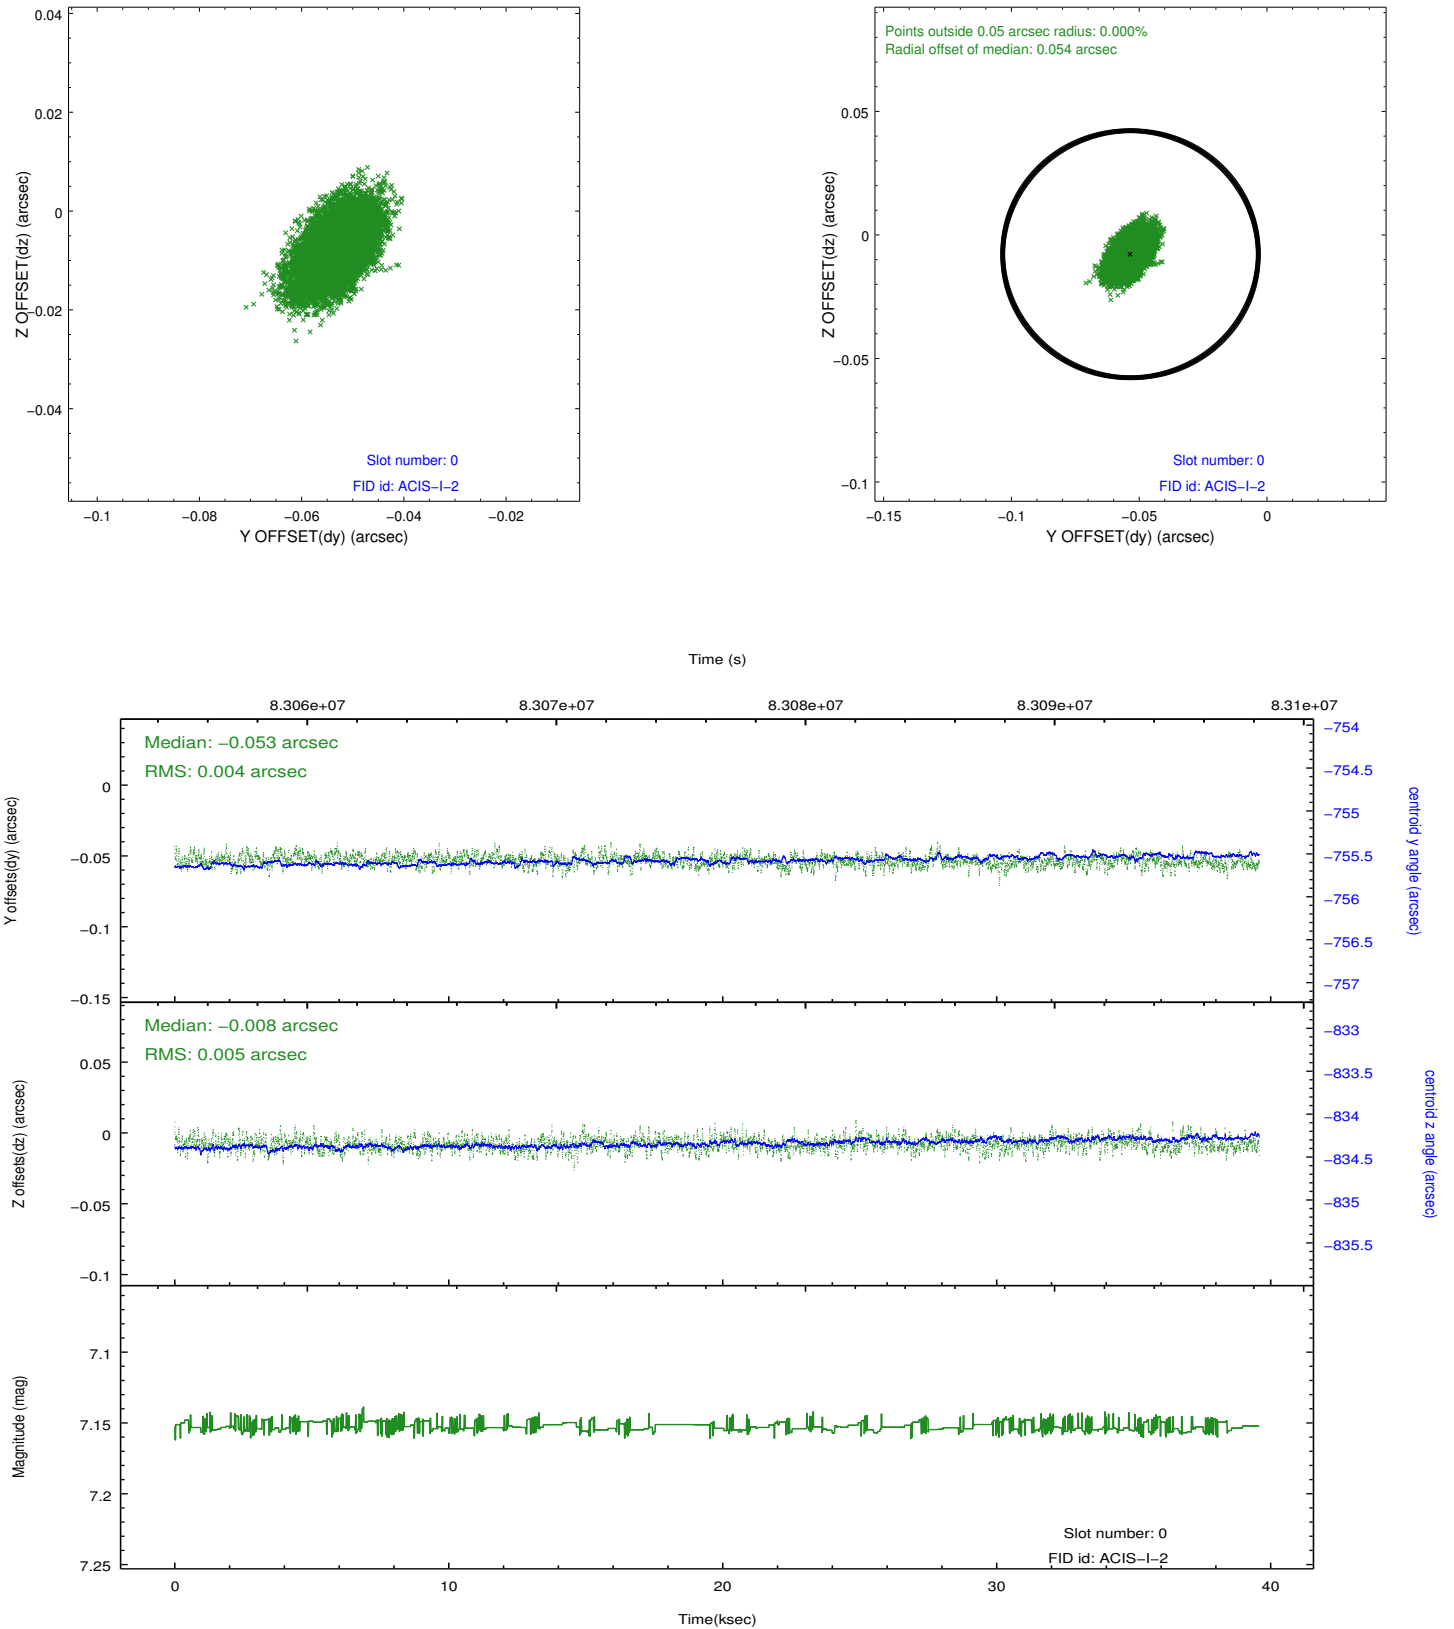 0.04
0.02
0
−0.02
−0.04
Z OFFSET(dz) (arcsec)
Slot number: 0
FID id: ACIS−I−2
−0.1
−0.08
−0.06
−0.04
−0.02
Y OFFSET(dy) (arcsec)
Points outside 0.05 arcsec radius: 0.000%
Radial offset of median: 0.054 arcsec
0.05
0
−0.05
−0.1
Z OFFSET(dz) (arcsec)
Slot number: 0
FID id: ACIS−I−2
−0.15
−0.1
−0.05
0
Y OFFSET(dy) (arcsec)
Time (s)
8.306e+07
8.307e+07
8.308e+07
8.309e+07
8.31e+07
Median: −0.053 arcsec
RMS: 0.004 arcsec
0
−0.05
−0.1
−0.15
Y offsets(dy) (arcsec)
−754
−754.5
−755
−755.5
−756
−756.5
−757
centroid y angle (arcsec)
Median: −0.008 arcsec
RMS: 0.005 arcsec
0.05
0
−0.05
−0.1
Z offsets(dz) (arcsec)
−833
−833.5
−834
−834.5
−835
−835.5
centroid z angle (arcsec)
7.1
7.15
7.2
7.25
Magnitude (mag)
Slot number: 0
FID id: ACIS−I−2
0
10
20
30
40
Time(ksec)